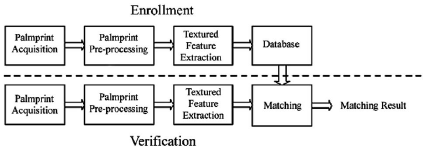 Enrollment
Palmprint
Acquisition
Palmprint
Pre-processing
Textured
Feature
Extraction
Database
Palmprint
Acquisition
Palmprint
Pre-processing
Textured
Feature
Extraction
Matching
Matching Result
Verification